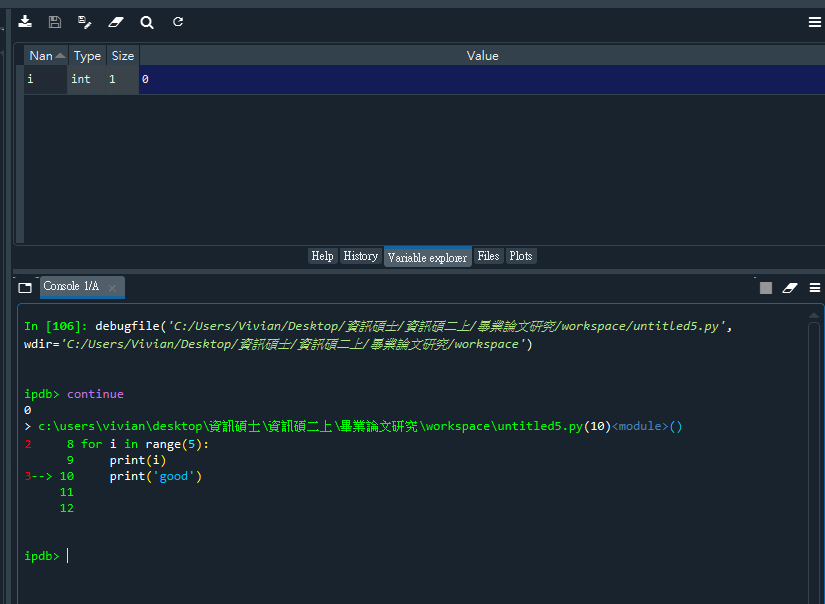 Nan Type Size Value
i int 1 0
Help History Variable explorer Files Plots
Console 1/A
In [106]: debugfile('C:/Users/Vivian/Desktop/資訊碩士/資訊碩二上/畢業論文研究/workspace/untitled5.py',
wdir='C:/Users/Vivian/Desktop/資訊碩士/資訊碩二上/畢業論文研究/workspace')
ipdb> continue
0
> c:\users\vivian\desktop\資訊碩士\資訊碩二上\畢業論文研究\workspace\untitled5.py(10)<module>()
2     8 for i in range(5):
      9     print(i)
3--> 10     print('good')
     11
     12
ipdb>